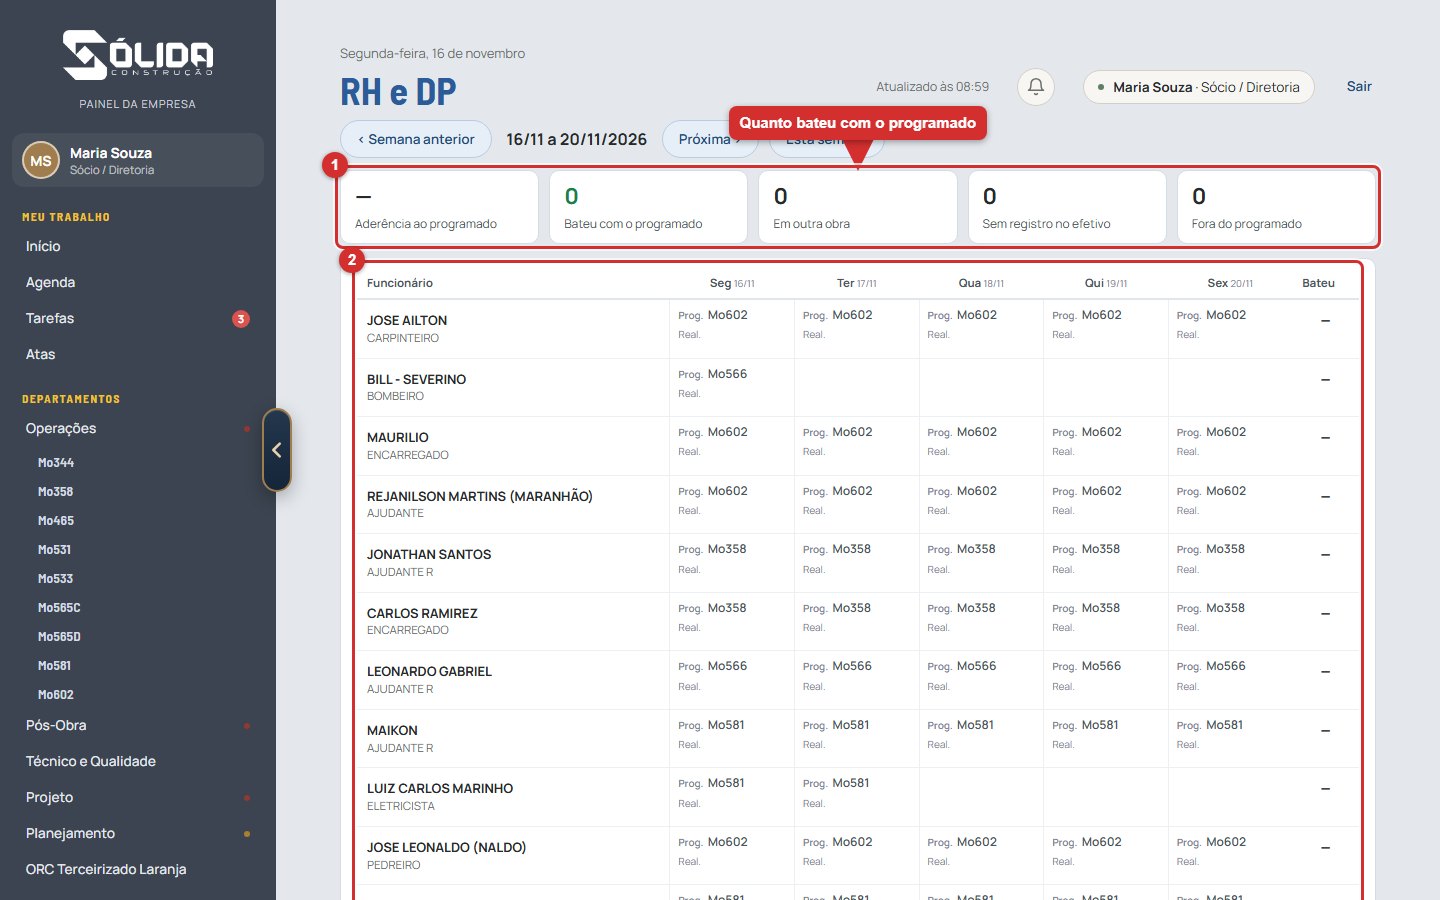 SÓLIDA
CONSTRUÇÃO
PAINEL DA EMPRESA
MS
Maria Souza
Sócio / Diretoria
MEU TRABALHO
Início
Agenda
Tarefas 3
Atas
DEPARTAMENTOS
Operações
Mo344
Mo358
Mo465
Mo531
Mo533
Mo565C
Mo565D
Mo581
Mo602
Pós-Obra
Técnico e Qualidade
Projeto
Planejamento
ORC Terceirizado Laranja
Segunda-feira, 16 de novembro
RH e DP
Atualizado às 08:59
Maria Souza · Sócio / Diretoria
Sair
Quanto bateu com o programado
‹ Semana anterior 16/11 a 20/11/2026 Próxima
1
– 0 0 0 0
Aderência ao programado Bateu com o programado Em outra obra Sem registro no efetivo Fora do programado
2
Funcionário Seg 16/11 Ter 17/11 Qua 18/11 Qui 19/11 Sex 20/11 Bateu
JOSE AILTON Prog. Mo602 Prog. Mo602 Prog. Mo602 Prog. Mo602 Prog. Mo602 –
CARPINTEIRO Real. Real. Real. Real. Real.
BILL - SEVERINO Prog. Mo566 –
BOMBEIRO Real.
MAURILIO Prog. Mo602 Prog. Mo602 Prog. Mo602 Prog. Mo602 Prog. Mo602 –
ENCARREGADO Real. Real. Real. Real. Real.
REJANILSON MARTINS (MARANHÃO) Prog. Mo602 Prog. Mo602 Prog. Mo602 Prog. Mo602 Prog. Mo602 –
AJUDANTE Real. Real. Real. Real. Real.
JONATHAN SANTOS Prog. Mo358 Prog. Mo358 Prog. Mo358 Prog. Mo358 Prog. Mo358 –
AJUDANTE R Real. Real. Real. Real. Real.
CARLOS RAMIREZ Prog. Mo358 Prog. Mo358 Prog. Mo358 Prog. Mo358 Prog. Mo358 –
ENCARREGADO Real. Real. Real. Real. Real.
LEONARDO GABRIEL Prog. Mo566 Prog. Mo566 Prog. Mo566 Prog. Mo566 Prog. Mo566 –
AJUDANTE R Real. Real. Real. Real. Real.
MAIKON Prog. Mo581 Prog. Mo581 Prog. Mo581 Prog. Mo581 Prog. Mo581 –
AJUDANTE R Real. Real. Real. Real. Real.
LUIZ CARLOS MARINHO Prog. Mo581 Prog. Mo581 –
ELETRICISTA Real. Real.
JOSE LEONALDO (NALDO) Prog. Mo602 Prog. Mo602 Prog. Mo602 Prog. Mo602 Prog. Mo602 –
PEDREIRO Real. Real. Real. Real. Real.